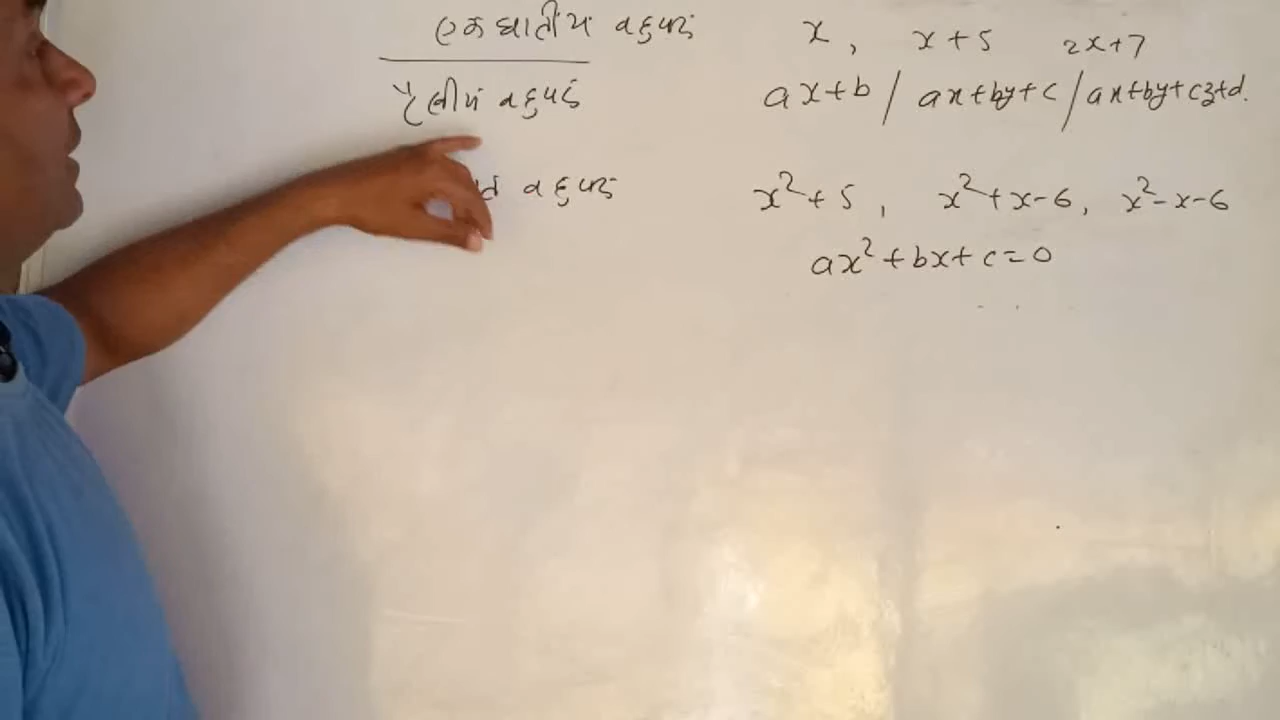 એક ઘાતીય બહુપદ x , x + 5 2x+7
સુરેખ બહુપદ ax+b / ax+by+c / ax+by+cz+d.
બહુપદ x²+5 , x²+x-6 , x²-x-6
ax²+bx+c=0